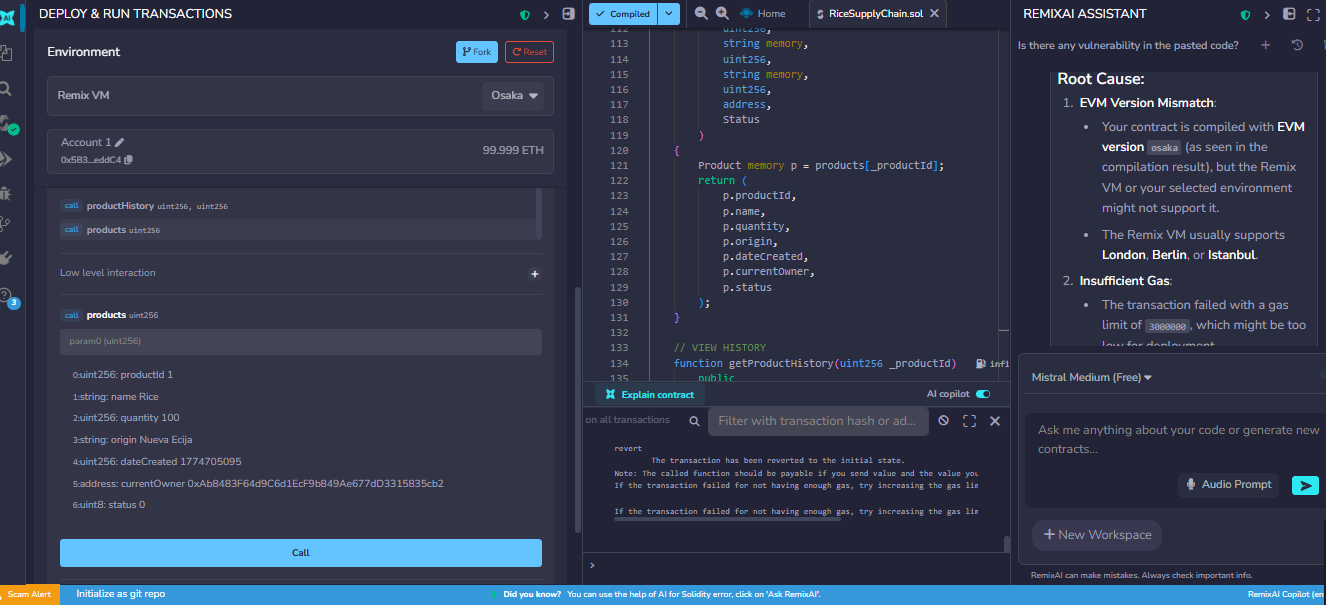 DEPLOY & RUN TRANSACTIONS
Environment
Fork
Reset
Remix VM
Osaka
Account 1
0x5B3...eddC4
99.999 ETH
call productHistory uint256, uint256
call products uint256
Low level interaction
call products uint256
param0 (uint256)
0:uint256: productId 1
1:string: name Rice
2:uint256: quantity 100
3:string: origin Nueva Ecija
4:uint256: dateCreated 1774705095
5:address: currentOwner 0xAb8483F64d9C6d1EcF9b849Ae677dD3315835cb2
6:uint8: status 0
Call
3
Compiled
Home
RiceSupplyChain.sol
112 uint256,
113 string memory,
114 uint256,
115 string memory,
116 uint256,
117 address,
118 Status
119 )
120 {
121 Product memory p = products[_productId];
122 return (
123 p.productId,
124 p.name,
125 p.quantity,
126 p.origin,
127 p.dateCreated,
128 p.currentOwner,
129 p.status
130 );
131 }
132
133 // VIEW HISTORY
134 function getProductHistory(uint256 _productId) infi
135 public
Explain contract
AI copilot
on all transactions
Filter with transaction hash or ad...
revert
The transaction has been reverted to the initial state.
Note: The called function should be payable if you send value and the value you
If the transaction failed for not having enough gas, try increasing the gas lim
If the transaction failed for not having enough gas, try increasing the gas lim
>
REMIXAI ASSISTANT
Is there any vulnerability in the pasted code?
Root Cause:
1. EVM Version Mismatch:
• Your contract is compiled with EVM
version osaka (as seen in the
compilation result), but the Remix
VM or your selected environment
might not support it.
• The Remix VM usually supports
London, Berlin, or Istanbul.
2. Insufficient Gas:
• The transaction failed with a gas
limit of 3000000, which might be too
low for deployment.
Mistral Medium (Free)
Ask me anything about your code or generate new
contracts...
Audio Prompt
+ New Workspace
RemixAI can make mistakes. Always check important info.
Scam Alert
Initialize as git repo
Did you know? You can use the help of AI for Solidity error, click on 'Ask RemixAI'.
RemixAI Copilot (en